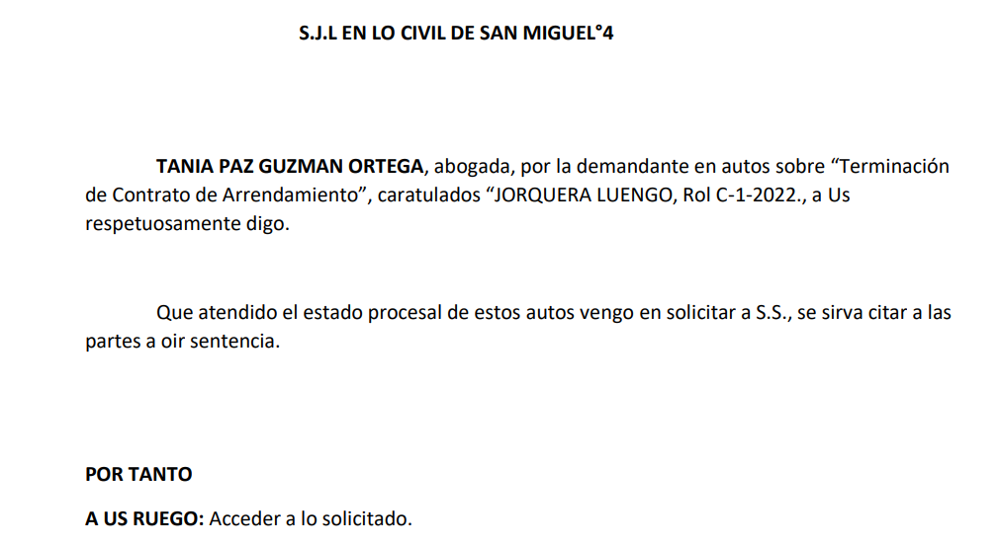 S.J.L EN LO CIVIL DE SAN MIGUEL°4
TANIA PAZ GUZMAN ORTEGA, abogada, por la demandante en autos sobre “Terminación
de Contrato de Arrendamiento”, caratulados “JORQUERA LUENGO, Rol C-1-2022., a Us
respetuosamente digo.
Que atendido el estado procesal de estos autos vengo en solicitar a S.S., se sirva citar a las
partes a oir sentencia.
POR TANTO
A US RUEGO: Acceder a lo solicitado.